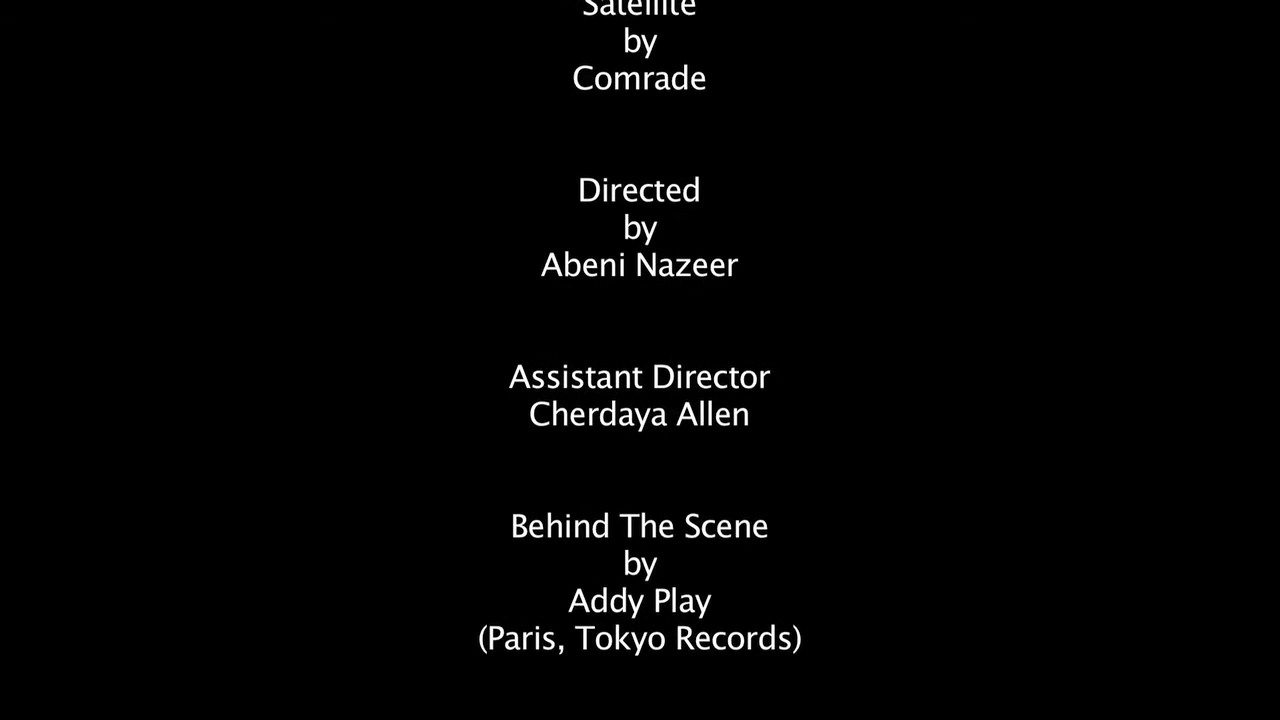 Satellite
by
Comrade
Directed
by
Abeni Nazeer
Assistant Director
Cherdaya Allen
Behind The Scene
by
Addy Play
(Paris, Tokyo Records)